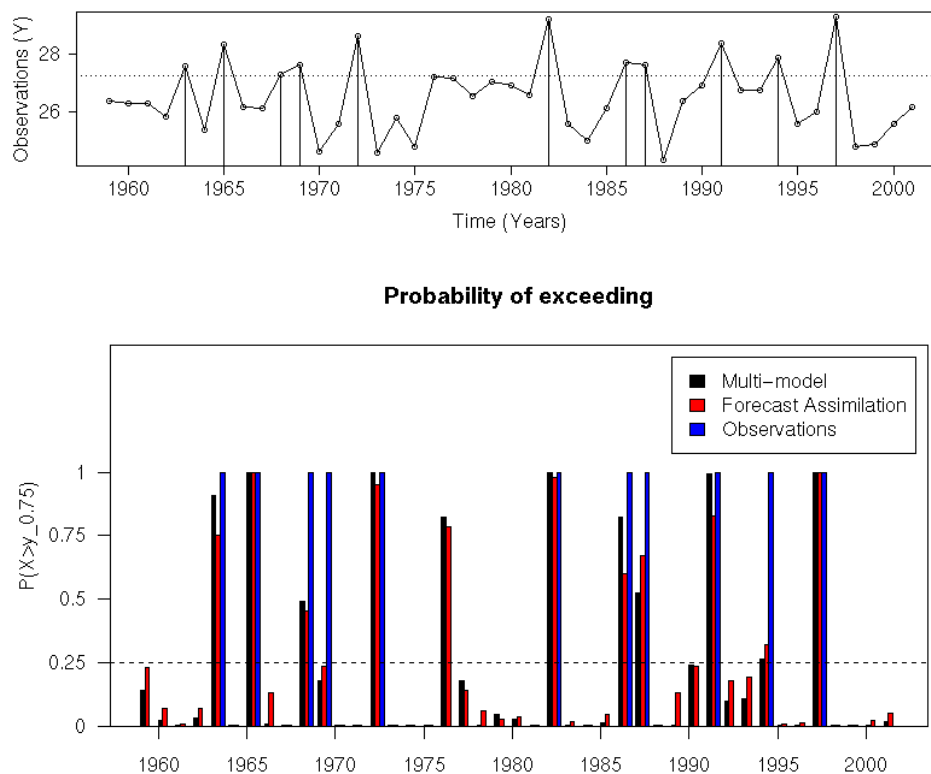 Observations (Y)
28
26
1960 1965 1970 1975 1980 1985 1990 1995 2000
Time (Years)
Probability of exceeding
Multi-model
Forecast Assimilation
Observations
P(X>y_0.75)
1
0.75
0.5
0.25
0
1960 1965 1970 1975 1980 1985 1990 1995 2000